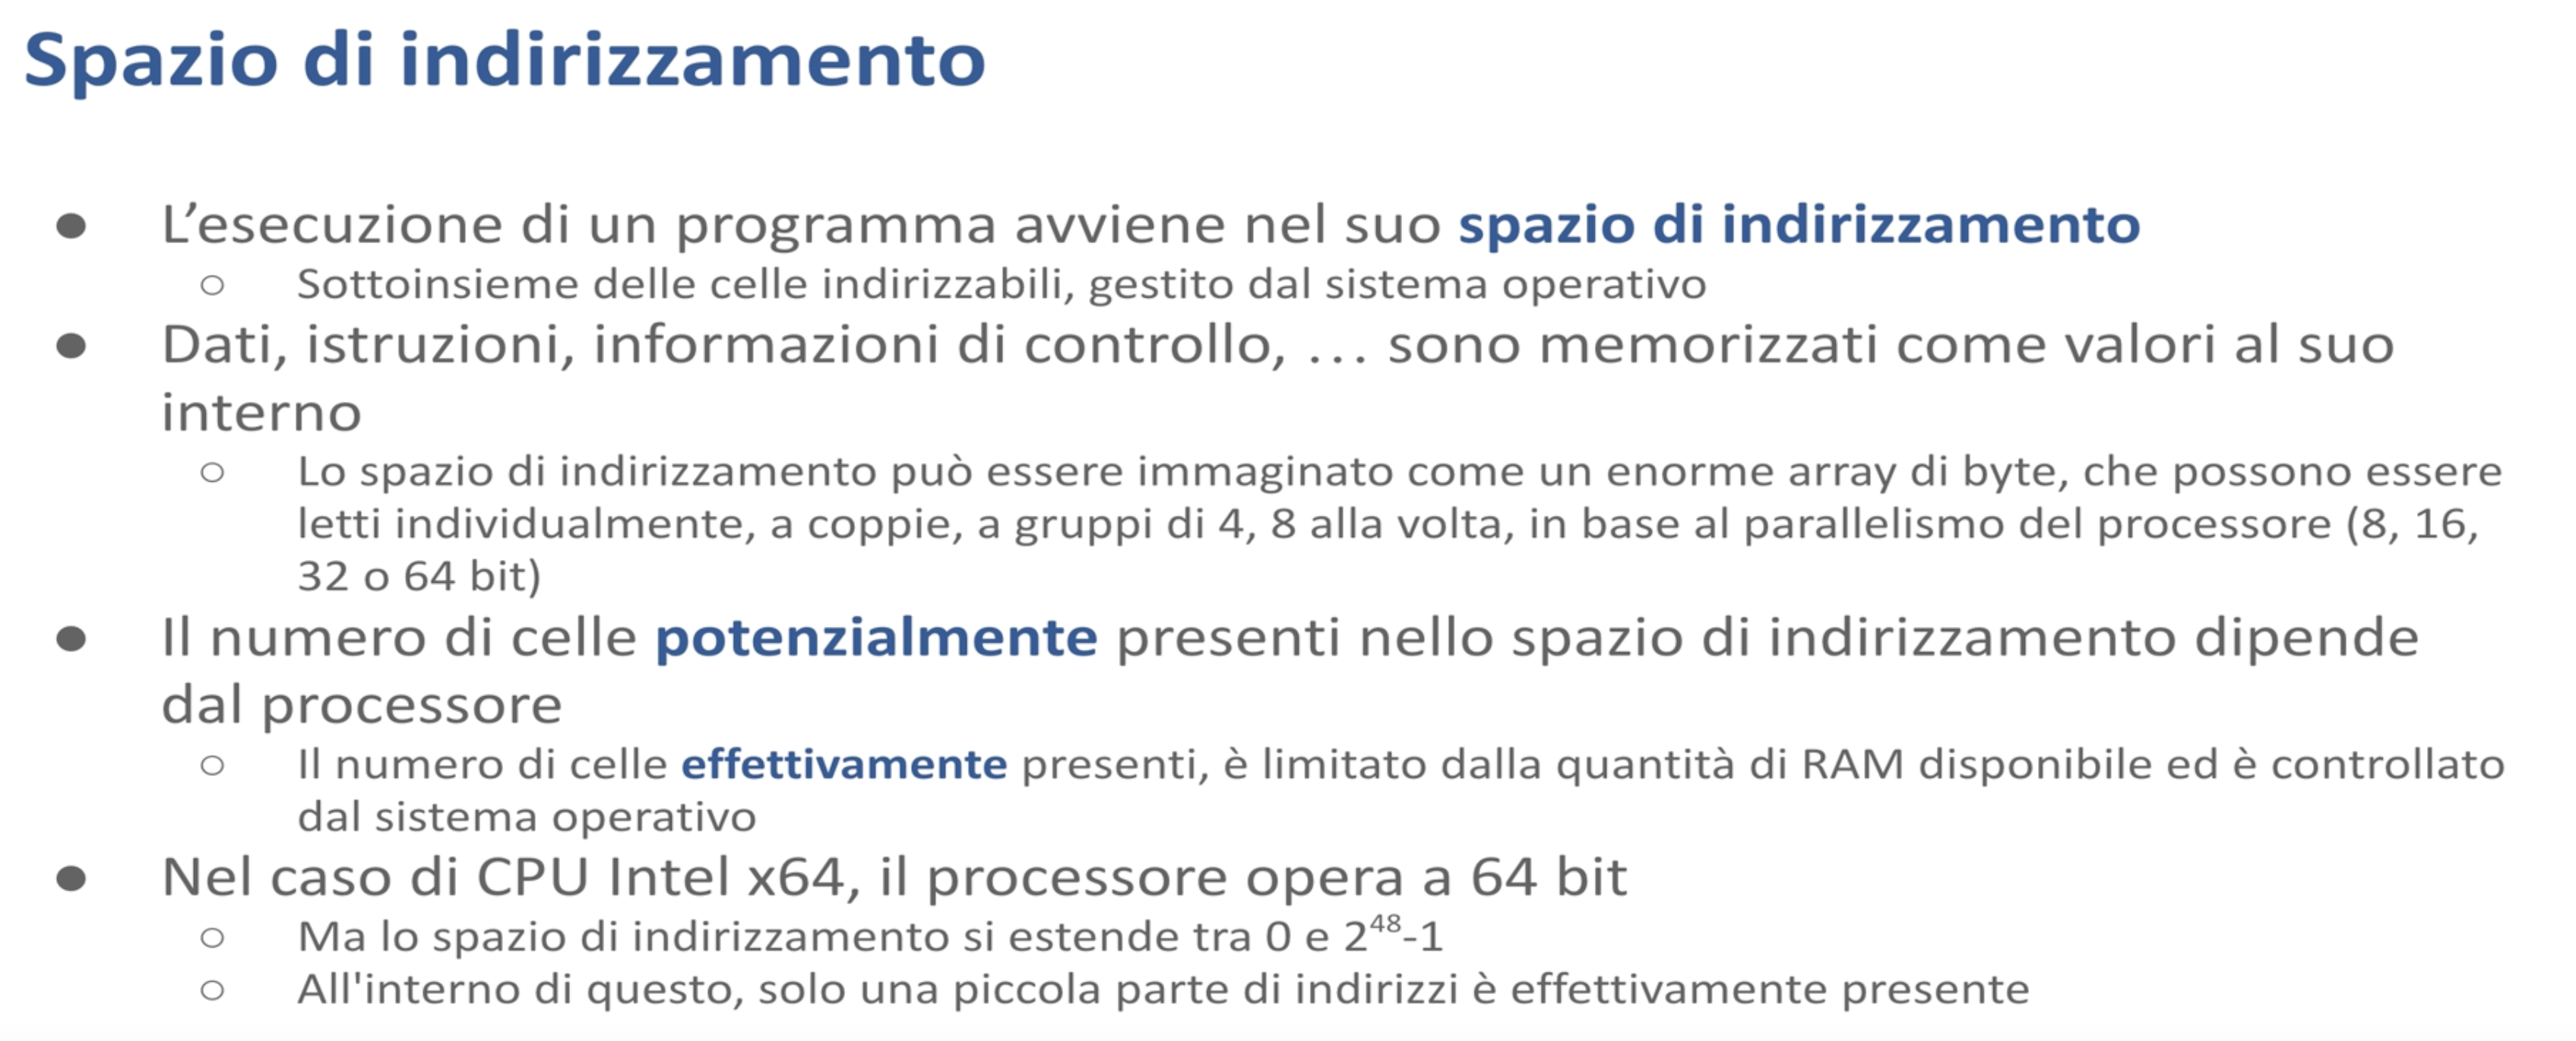 Spazio di indirizzamento
● L’esecuzione di un programma avviene nel suo spazio di indirizzamento
○ Sottoinsieme delle celle indirizzabili, gestito dal sistema operativo
● Dati, istruzioni, informazioni di controllo, … sono memorizzati come valori al suo
interno
○ Lo spazio di indirizzamento può essere immaginato come un enorme array di byte, che possono essere
letti individualmente, a coppie, a gruppi di 4, 8 alla volta, in base al parallelismo del processore (8, 16,
32 o 64 bit)
● Il numero di celle potenzialmente presenti nello spazio di indirizzamento dipende
dal processore
○ Il numero di celle effettivamente presenti, è limitato dalla quantità di RAM disponibile ed è controllato
dal sistema operativo
● Nel caso di CPU Intel x64, il processore opera a 64 bit
○ Ma lo spazio di indirizzamento si estende tra 0 e 2⁴⁸-1
○ All'interno di questo, solo una piccola parte di indirizzi è effettivamente presente